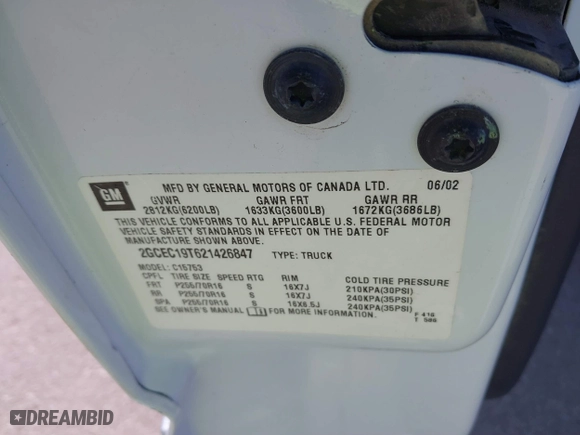 GM
MFD BY GENERAL MOTORS OF CANADA LTD. 06/02
GVWR GAWR FRT GAWR RR
2812KG(6200LB) 1633KG(3600LB) 1672KG(3686LB)
THIS VEHICLE CONFORMS TO ALL APPLICABLE U.S. FEDERAL MOTOR
VEHICLE SAFETY STANDARDS IN EFFECT ON THE DATE OF
MANUFACTURE SHOWN ABOVE.
2GCEC19T621426847 TYPE: TRUCK
MODEL: C15753
CPFL TIRE SIZE SPEED RTG RIM COLD TIRE PRESSURE
FRT P255/70R16 S 16X7J 210KPA(30PSI)
RR P255/70R16 S 16X7J 240KPA(35PSI)
SPA P255/70R16 S 16X6.5J 240KPA(35PSI)
SEE OWNER'S MANUAL FOR MORE INFORMATION.
F 416
T 586
DREAMBID